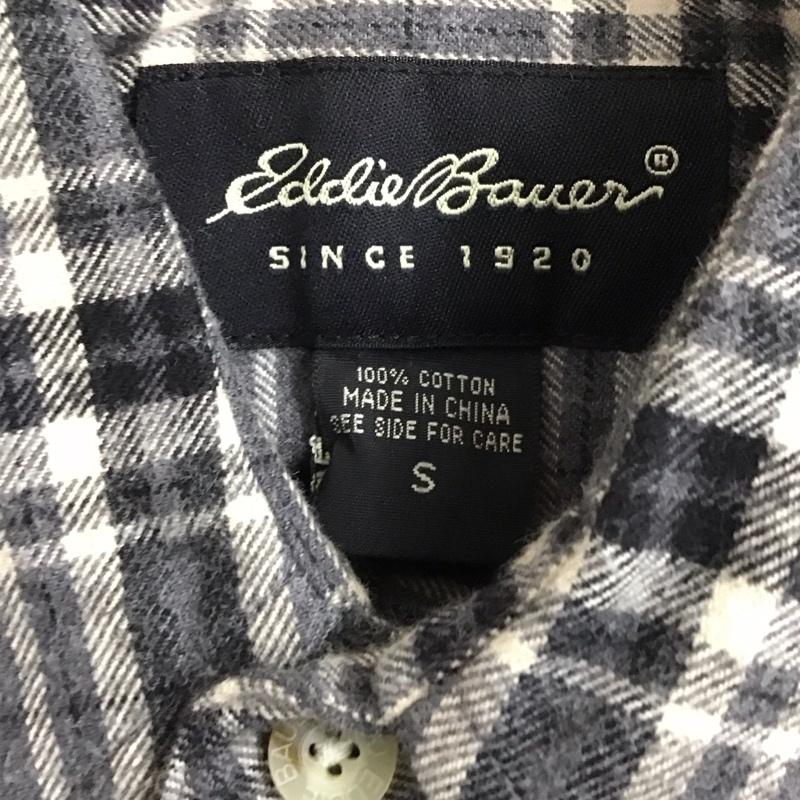 Eddie Bauer®
SINCE 1920
100% COTTON
MADE IN CHINA
SEE SIDE FOR CARE
S